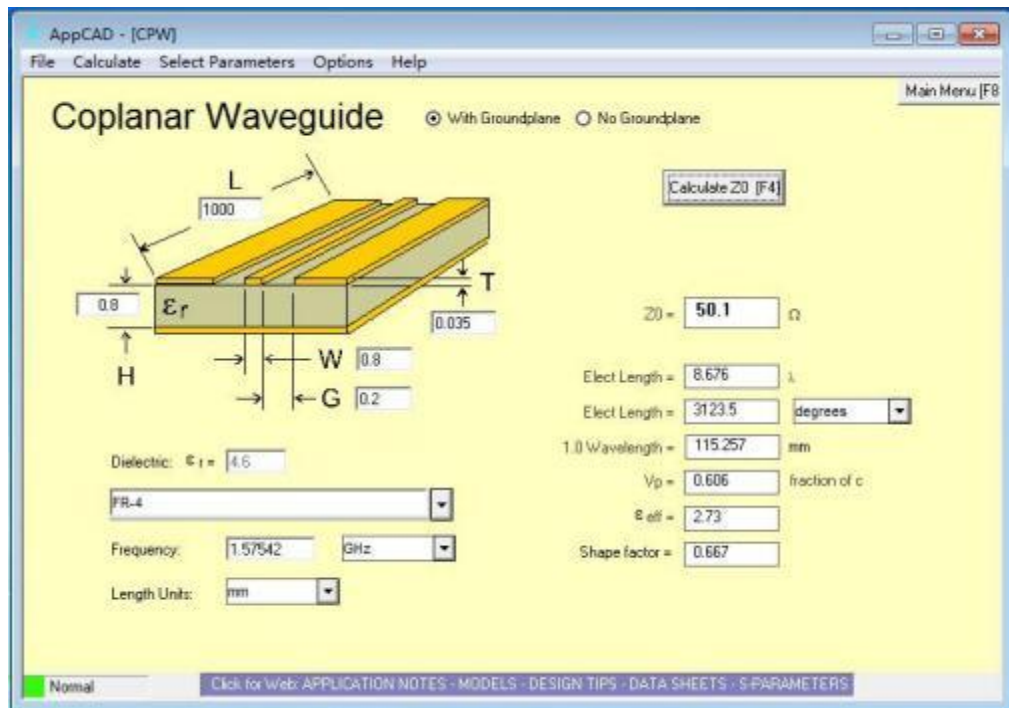 AppCAD - [CPW]
File Calculate Select Parameters Options Help
Main Menu [F8
Coplanar Waveguide
With Groundplane No Groundplane
L
1000
Calculate Z0 [F4]
0.8
εr
T
0.035
H
W 0.8
G 0.2
Z0 = 50.1 Ω
Elect Length = 8.676 λ
Elect Length = 3123.5 degrees
1.0 Wavelength = 115.257 mm
Vp = 0.606 fraction of c
ε eff = 2.73
Shape factor = 0.667
Dielectric: ε r = 4.6
FR-4
Frequency: 1.57542 GHz
Length Units: mm
Normal
Click for Web: APPLICATION NOTES - MODELS - DESIGN TIPS - DATA SHEETS - S-PARAMETERS